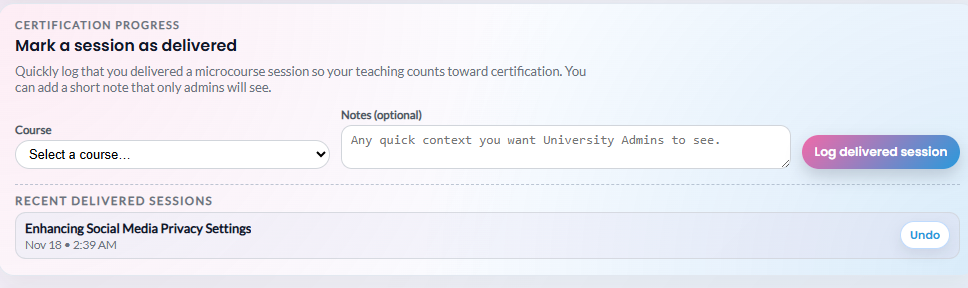 CERTIFICATION PROGRESS
Mark a session as delivered
Quickly log that you delivered a microcourse session so your teaching counts toward certification. You
can add a short note that only admins will see.
Course
Select a course...
Notes (optional)
Any quick context you want University Admins to see.
Log delivered session
RECENT DELIVERED SESSIONS
Enhancing Social Media Privacy Settings
Nov 18 • 2:39 AM
Undo